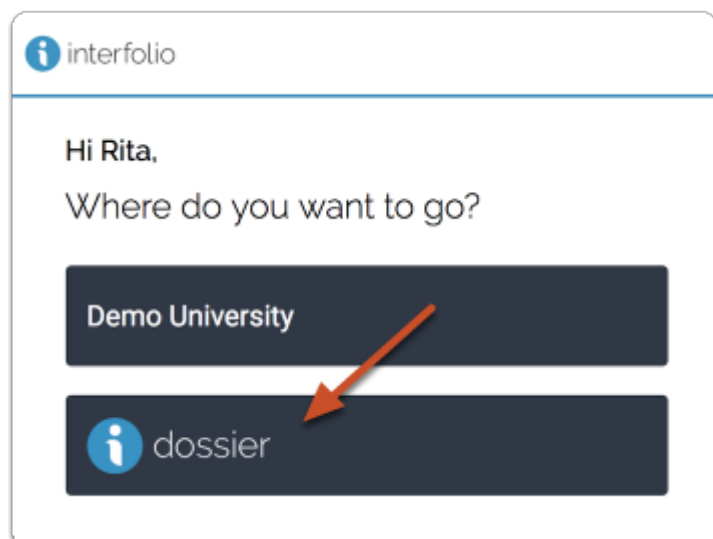 interfolio
Hi Rita,
Where do you want to go?
Demo University
dossier